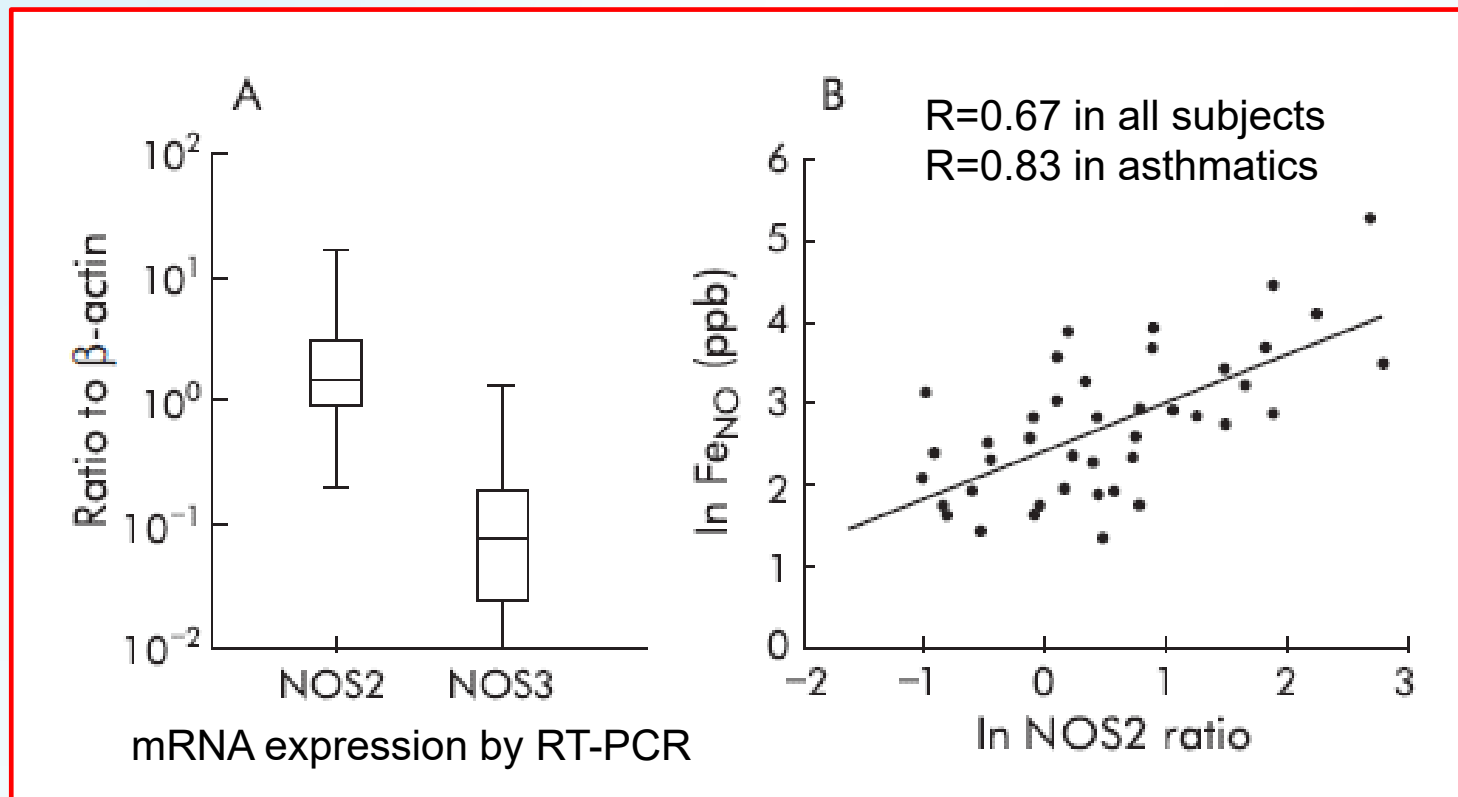 A
Ratio to β-actin
10²
10¹
10⁰
10⁻¹
10⁻²
NOS2 NOS3
mRNA expression by RT-PCR
B
R=0.67 in all subjects
R=0.83 in asthmatics
ln FeNO (ppb)
6
5
4
3
2
1
0
−2 −1 0 1 2 3
ln NOS2 ratio